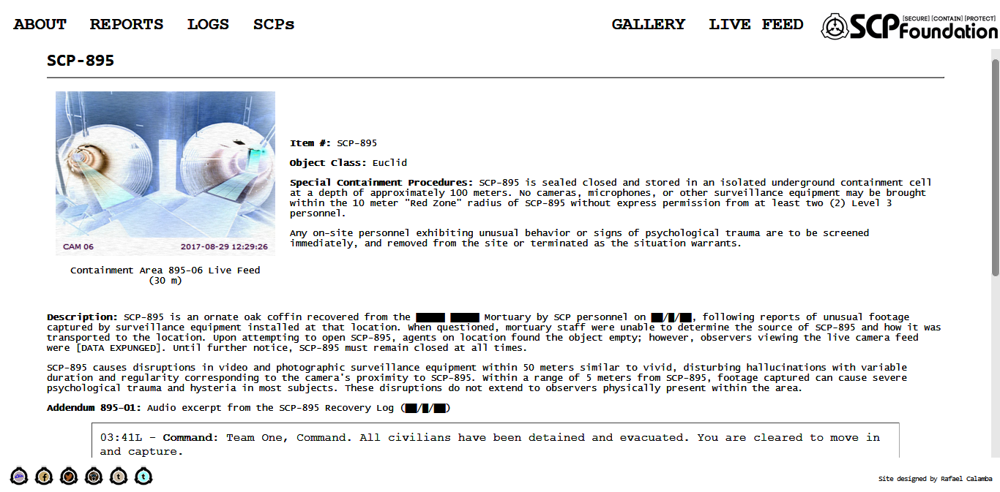 ABOUT REPORTS LOGS SCPs GALLERY LIVE FEED [SECURE] [CONTAIN] [PROTECT]
SCP Foundation
SCP-895
Item #: SCP-895
Object Class: Euclid
Special Containment Procedures: SCP-895 is sealed closed and stored in an isolated underground containment cell
at a depth of approximately 100 meters. No cameras, microphones, or other surveillance equipment may be brought
within the 10 meter "Red Zone" radius of SCP-895 without express permission from at least two (2) Level 3
personnel.
Any on-site personnel exhibiting unusual behavior or signs of psychological trauma are to be screened
immediately, and removed from the site or terminated as the situation warrants.
CAM 06 2017-08-29 12:29:26
Containment Area 895-06 Live Feed
(30 m)
Description: SCP-895 is an ornate oak coffin recovered from the █████ █████ Mortuary by SCP personnel on ██/█/██, following reports of unusual footage
captured by surveillance equipment installed at that location. When questioned, mortuary staff were unable to determine the source of SCP-895 and how it was
transported to the location. Upon attempting to open SCP-895, agents on location found the object empty; however, observers viewing the live camera feed
were [DATA EXPUNGED]. Until further notice, SCP-895 must remain closed at all times.
SCP-895 causes disruptions in video and photographic surveillance equipment within 50 meters similar to vivid, disturbing hallucinations with variable
duration and regularity corresponding to the camera's proximity to SCP-895. Within a range of 5 meters from SCP-895, footage captured can cause severe
psychological trauma and hysteria in most subjects. These disruptions do not extend to observers physically present within the area.
Addendum 895-01: Audio excerpt from the SCP-895 Recovery Log (██/█/██)
03:41L - Command: Team One, Command. All civilians have been detained and evacuated. You are cleared to move in
and capture.
Site designed by Rafael Calamba